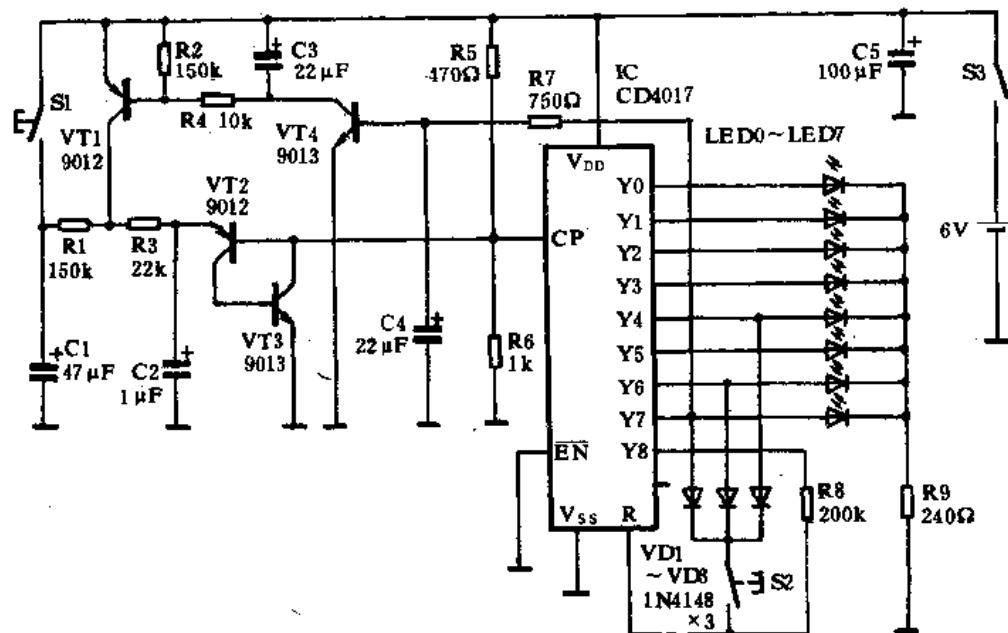 S1
R2
150k
C3
22μF
R4 10k
VT1
9012
VT4
9013
R5
470Ω
R7
750Ω
IC
CD4017
C5
100μF
S3
LED0~LED7
VT2
9012
R1
150k
R3
22k
VT3
9013
C1
47μF
C2
1μF
C4
22μF
R6
1k
VDD
CP
EN
VSS
R
Y0
Y1
Y2
Y3
Y4
Y5
Y6
Y7
Y8
6V
R8
200k
R9
240Ω
VD1
~VD3
1N4148
×3
S2